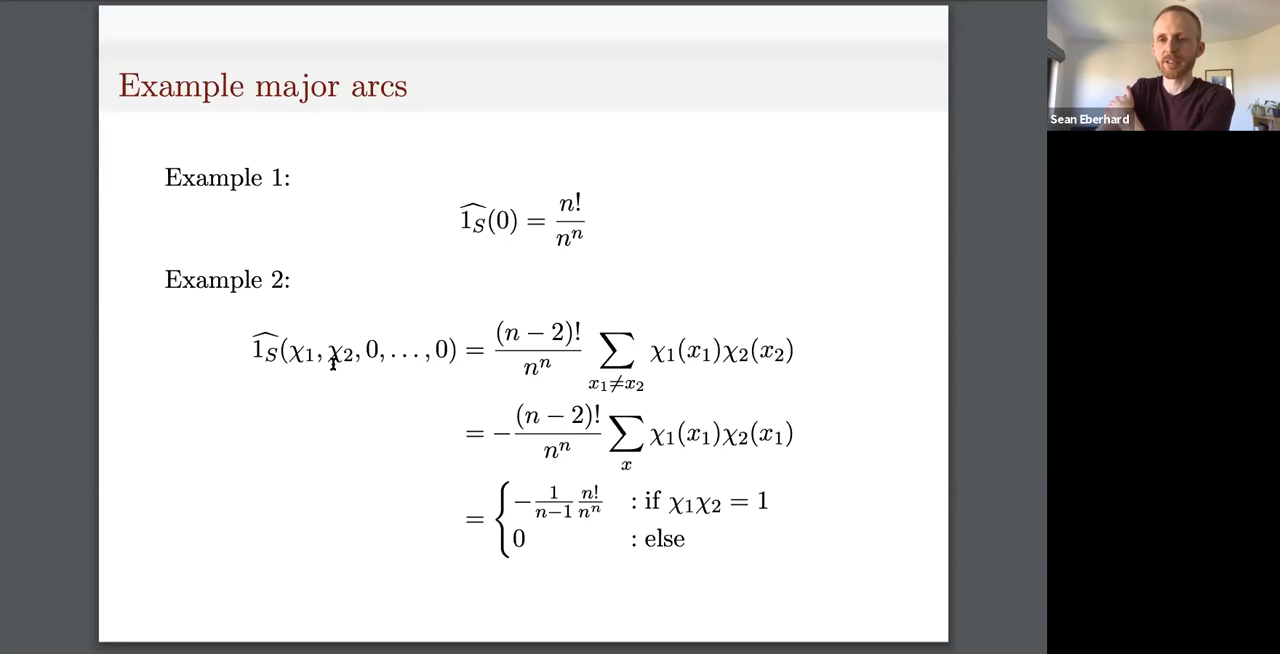 Example major arcs
Example 1:
$\widehat{1_S}(0) = \frac{n!}{n^n}$
Example 2:
$\widehat{1_S}(\chi_1, \chi_2, 0, \ldots, 0) = \frac{(n-2)!}{n^n} \sum_{x_1 \neq x_2} \chi_1(x_1)\chi_2(x_2)$
$= -\frac{(n-2)!}{n^n} \sum_{x} \chi_1(x_1)\chi_2(x_1)$
$= \begin{cases} -\frac{1}{n-1}\frac{n!}{n^n} & : \text{if } \chi_1\chi_2 = 1 \\ 0 & : \text{else} \end{cases}$
Sean Eberhard